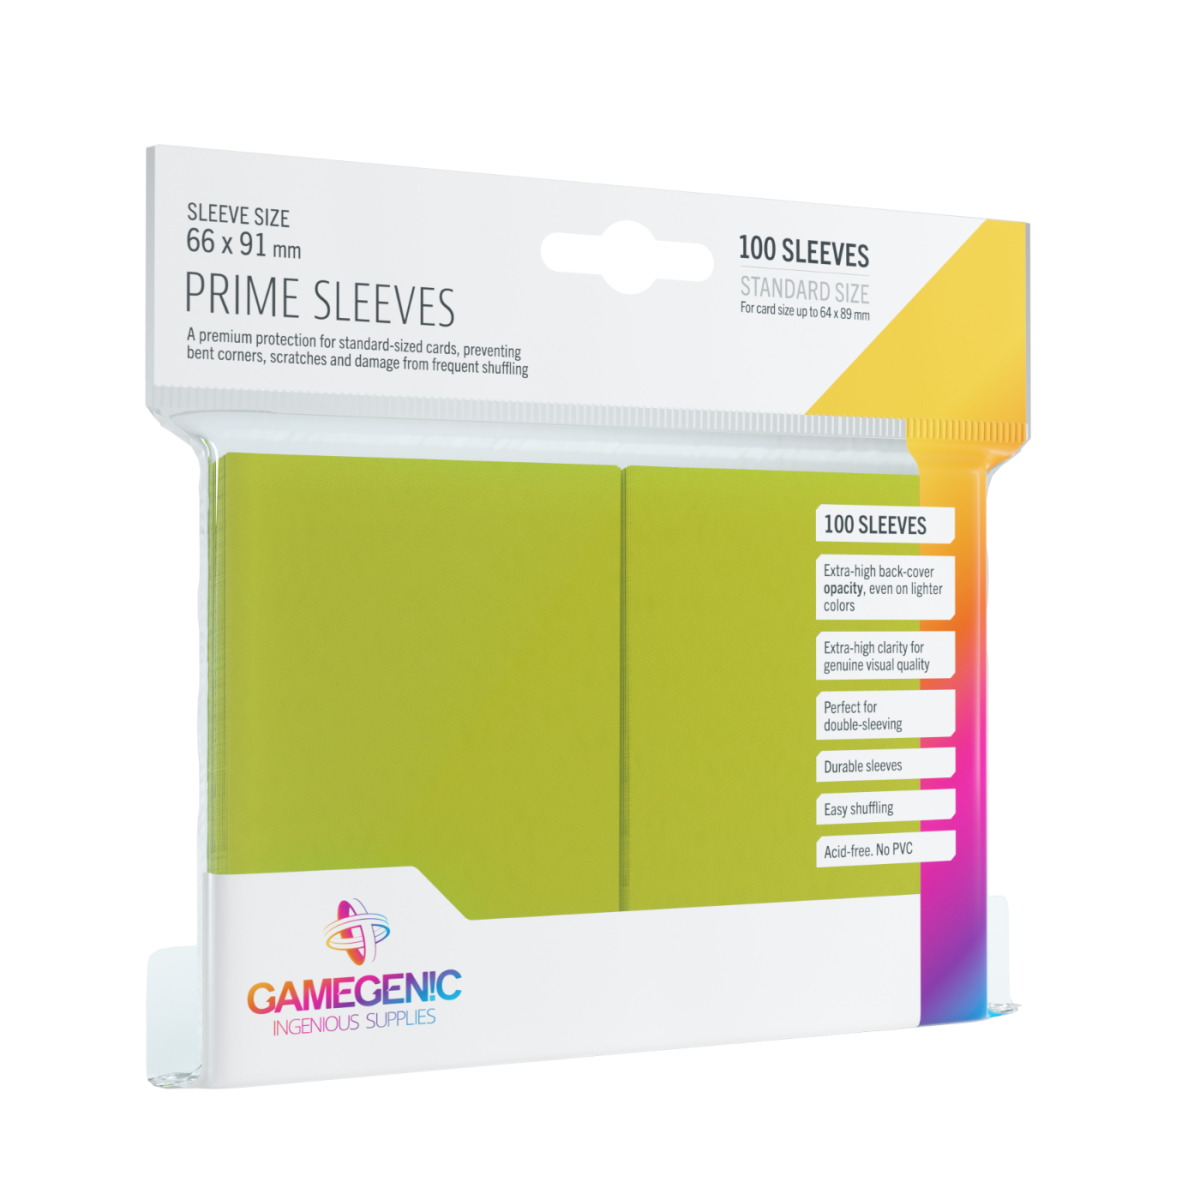 SLEEVE SIZE
66 x 91 mm
PRIME SLEEVES
A premium protection for standard-sized cards, preventing
bent corners, scratches and damage from frequent shuffling
100 SLEEVES
STANDARD SIZE
For card size up to 64 x 89 mm
100 SLEEVES
Extra-high back-cover
opacity, even on lighter
colors
Extra-high clarity for
genuine visual quality
Perfect for
double-sleeving
Durable sleeves
Easy shuffling
Acid-free. No PVC
GAMEGEN!C
INGENIOUS SUPPLIES